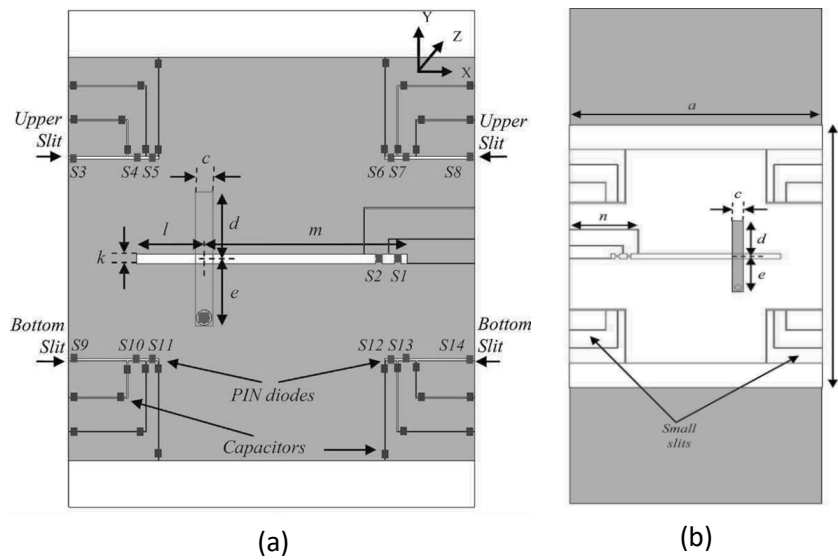 Y
Z
X
Upper
Slit
S3
S4
S5
S6
S7
S8
Upper
Slit
c
d
l
m
k
S2
S1
e
Bottom
Slit
S9
S10
S11
S12
S13
S14
Bottom
Slit
PIN diodes
Capacitors
(a)
a
c
n
d
e
Small
slits
(b)